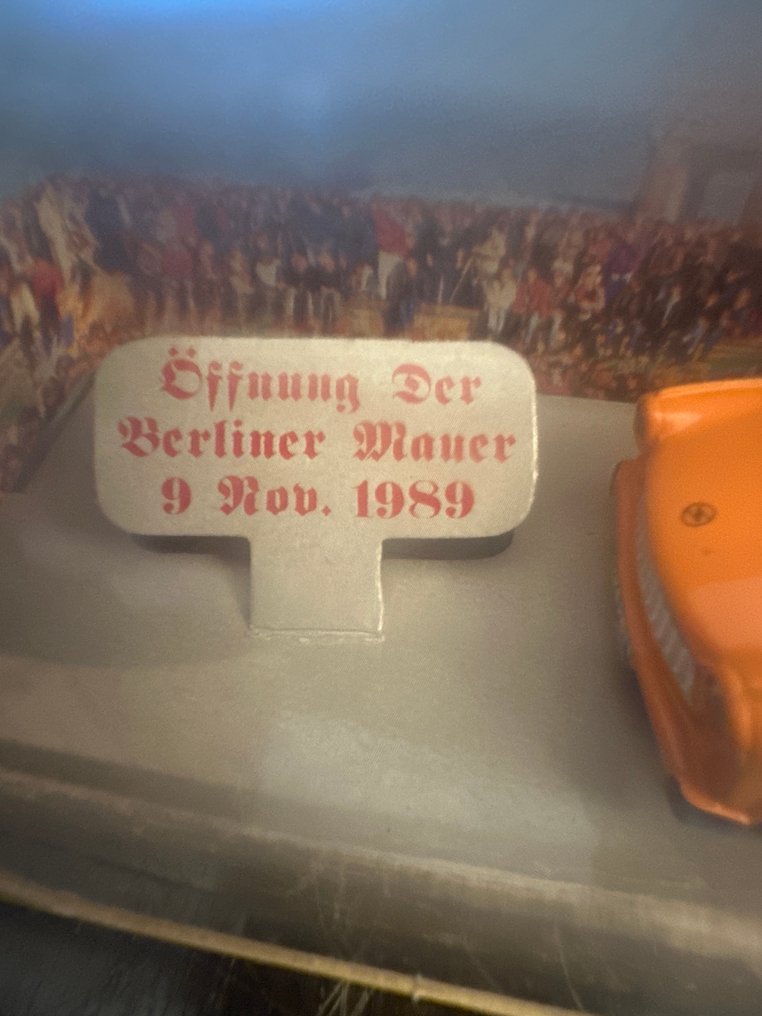 Öffnung Der
Berliner Mauer
9 Nov. 1989